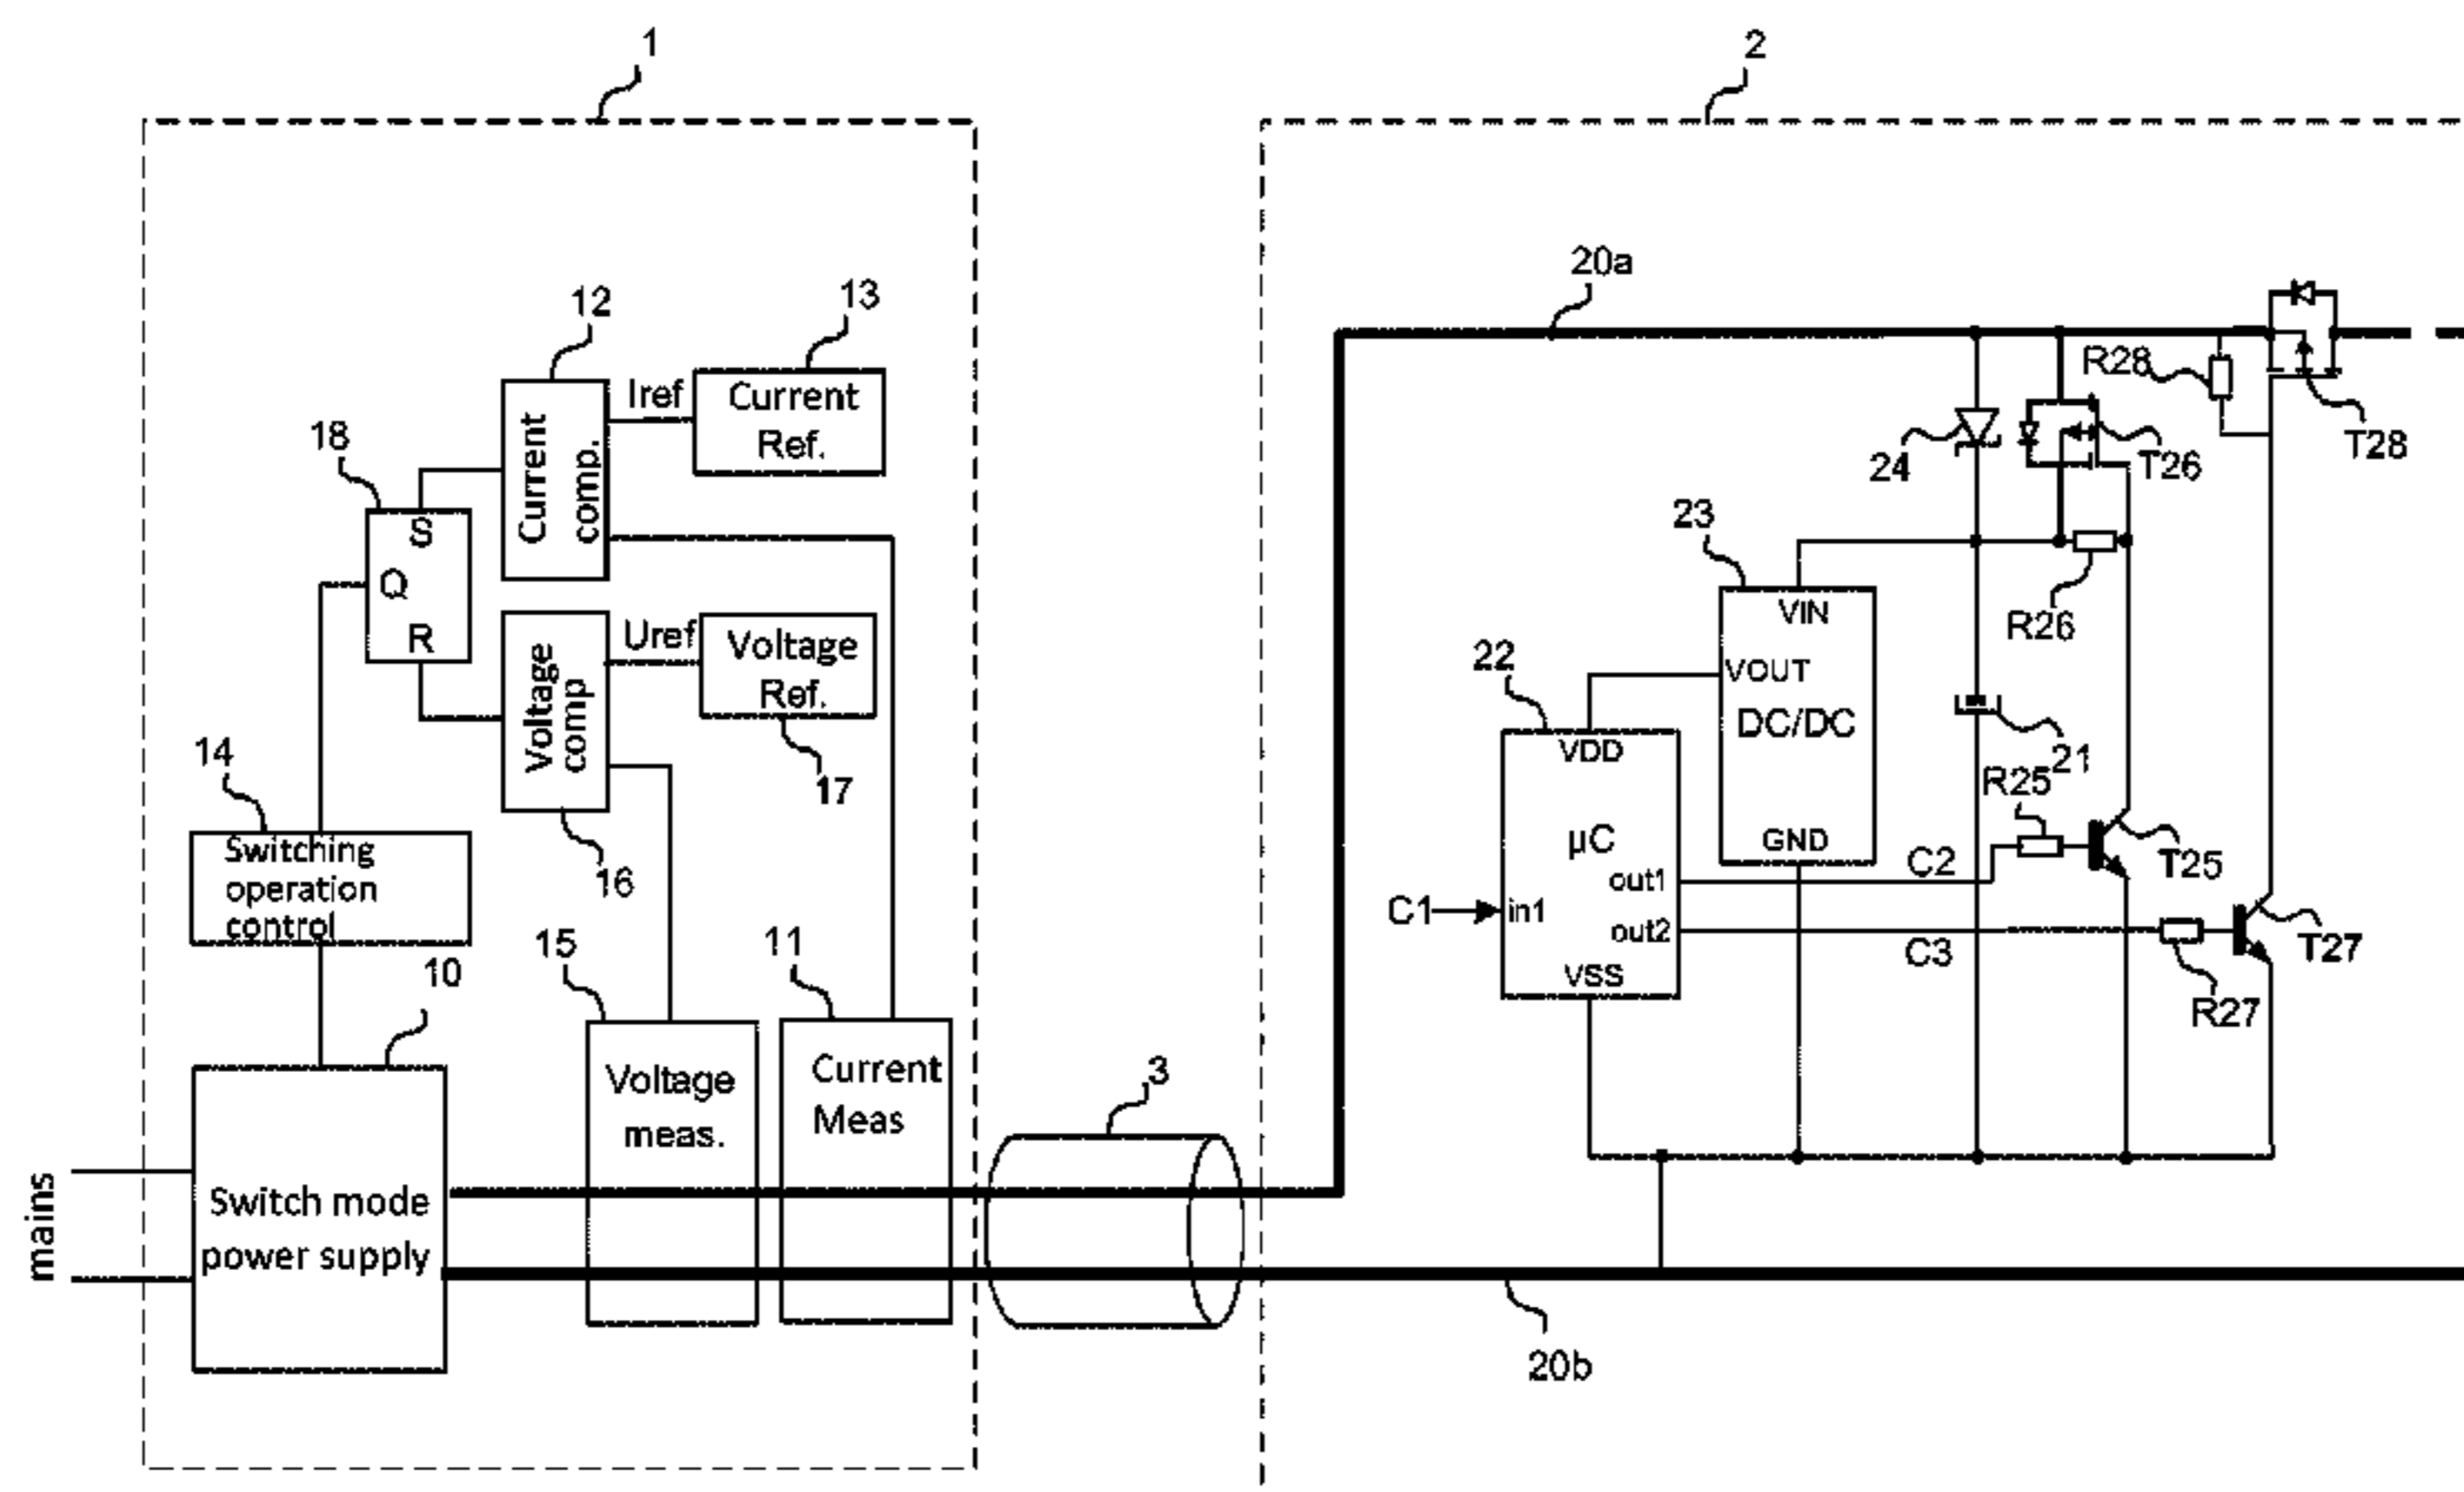 1
2
20a
12
13
Iref
Current
Ref.
Current
comp.
18
S
Q
R
R28
T28
24
T26
23
R26
VIN
VOUT
DC/DC
GND
Uref
Voltage
Ref.
17
Voltage
comp
16
22
VDD
µC
out1
out2
in1
VSS
C1
C2
C3
21
R25
T25
T27
R27
14
Switching
operation
control
10
15
11
Voltage
meas.
Current
Meas
3
mains
Switch mode
power supply
20b